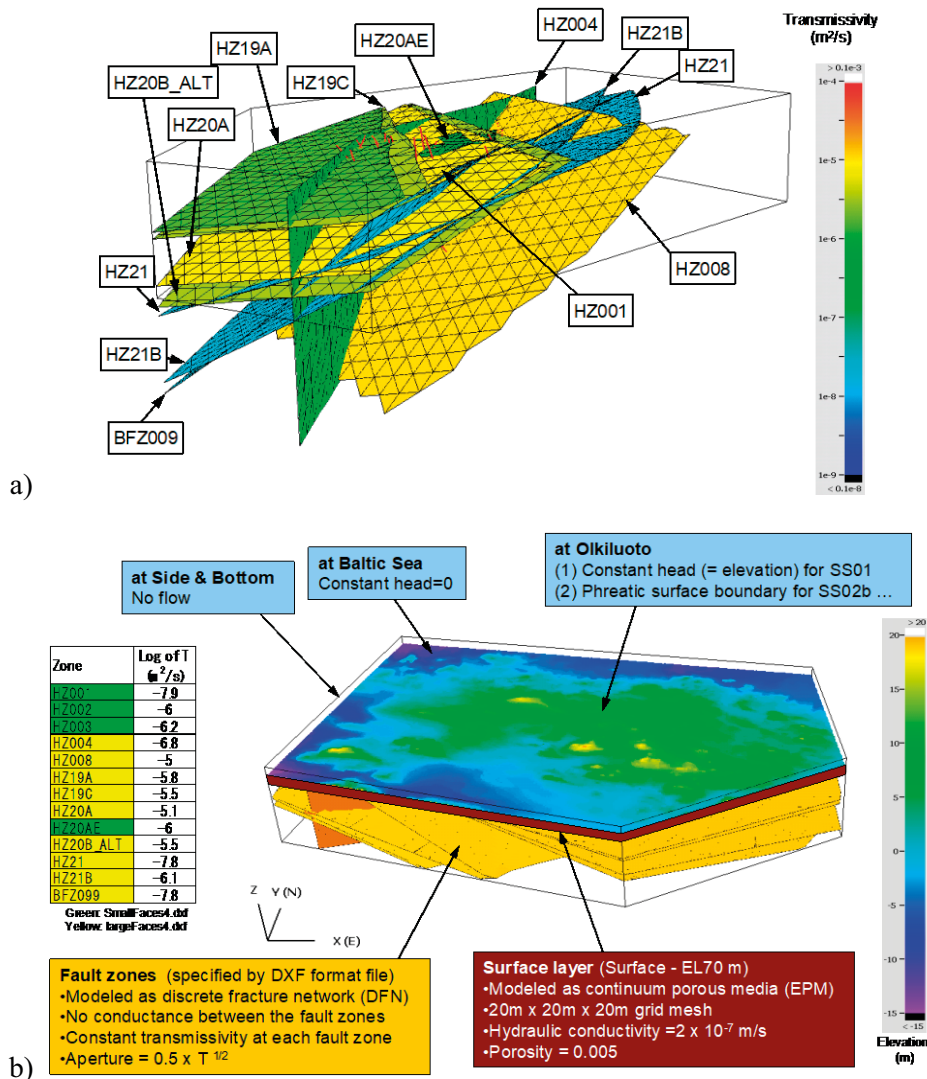 Transmissivity
(m²/s)
HZ004
HZ21B
HZ20AE
HZ19A
HZ21
HZ19C
HZ20B_ALT
HZ20A
> 0.1e-3
1e-4
1e-5
1e-6
1e-7
1e-8
1e-9
< 0.1e-8
HZ21
HZ008
HZ001
HZ21B
BFZ009
a)
at Side & Bottom
No flow
at Baltic Sea
Constant head=0
at Olkiluoto
(1) Constant head (= elevation) for SS01
(2) Phreatic surface boundary for SS02b ...
Zone Log of T (m²/s)
HZ001 -7.9
HZ002 -6
HZ003 -6.2
HZ004 -6.8
HZ008 -5
HZ19A -5.8
HZ19C -5.5
HZ20A -5.1
HZ20AE -6
HZ20B_ALT -5.5
HZ21 -7.8
HZ21B -6.1
BFZ099 -7.8
Green: SmallFaces4.dxf
Yellow: largeFaces4.dxf
Z Y (N)
X (E)
> 20
20
15
10
5
0
-5
-10
-15
< -15
Elevation
(m)
Fault zones (specified by DXF format file)
•Modeled as discrete fracture network (DFN)
•No conductance between the fault zones
•Constant transmissivity at each fault zone
•Aperture = 0.5 x T 1/2
Surface layer (Surface - EL70 m)
•Modeled as continuum porous media (EPM)
•20m x 20m x 20m grid mesh
•Hydraulic conductivity =2 x 10⁻⁷ m/s
•Porosity = 0.005
b)